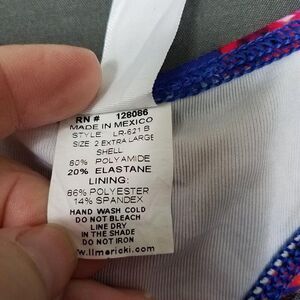 RN # 128086
MADE IN MEXICO
STYLE LR-621 B
SIZE 2 EXTRA LARGE
SHELL:
80% POLYAMIDE
20% ELASTANE
LINING:
86% POLYESTER
14% SPANDEX
HAND WASH COLD
DO NOT BLEACH
LINE DRY
IN THE SHADE
DO NOT IRON